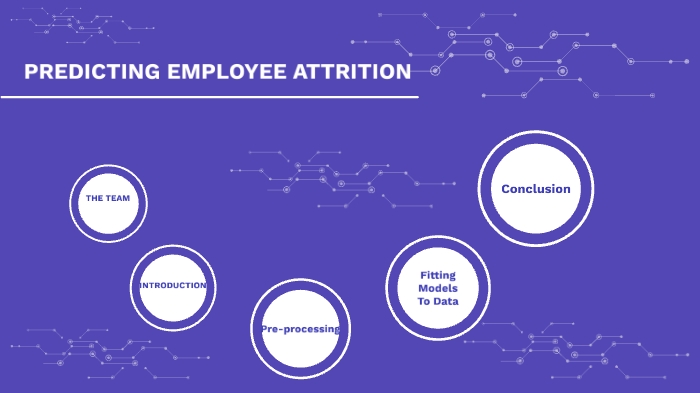 PREDICTING EMPLOYEE ATTRITION
THE TEAM
INTRODUCTION
Pre-processing
Fitting
Models
To Data
Conclusion